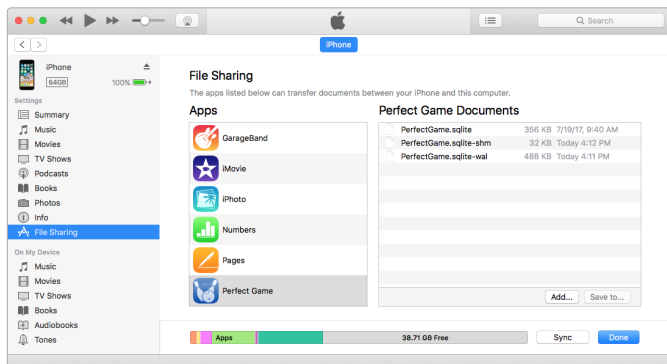 Search
iPhone
iPhone
64GB 100%
Settings
Summary
Music
Movies
TV Shows
Podcasts
Books
Photos
Info
File Sharing
On My Device
Music
Movies
TV Shows
Books
Audiobooks
Tones
File Sharing
The apps listed below can transfer documents between your iPhone and this computer.
Apps
GarageBand
iMovie
iPhoto
Numbers
Pages
Perfect Game
Perfect Game Documents
PerfectGame.sqlite 356 KB 7/19/17, 9:40 AM
PerfectGame.sqlite-shm 32 KB Today 4:12 PM
PerfectGame.sqlite-wal 488 KB Today 4:11 PM
Add... Save to...
Apps 38.71 GB Free Sync Done